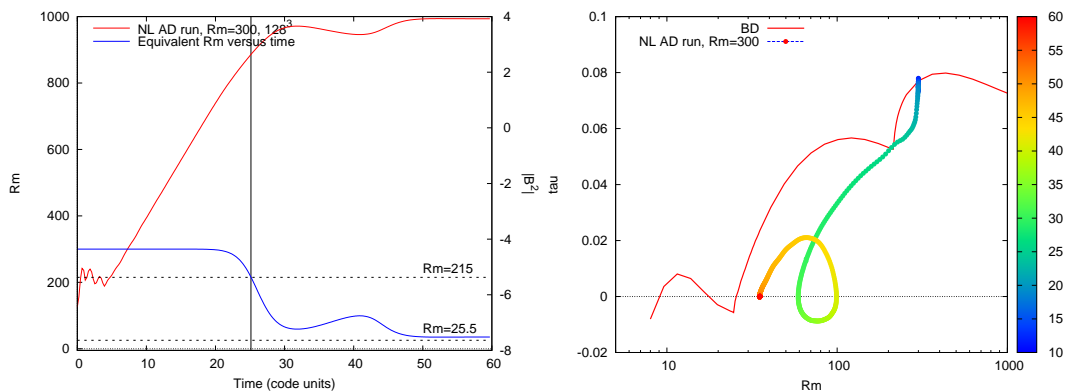 NL AD run, Rm=300, 128^3
Equivalent Rm versus time
1000
800
600
400
200
0
Rm
4
2
0
-2
-4
-6
-8
|B^2|
Rm=215
Rm=25.5
0 10 20 30 40 50 60
Time (code units)
BD
NL AD run, Rm=300
0.1
0.08
0.06
0.04
0.02
0
-0.02
tau
10 100 1000
Rm
60
55
50
45
40
35
30
25
20
15
10